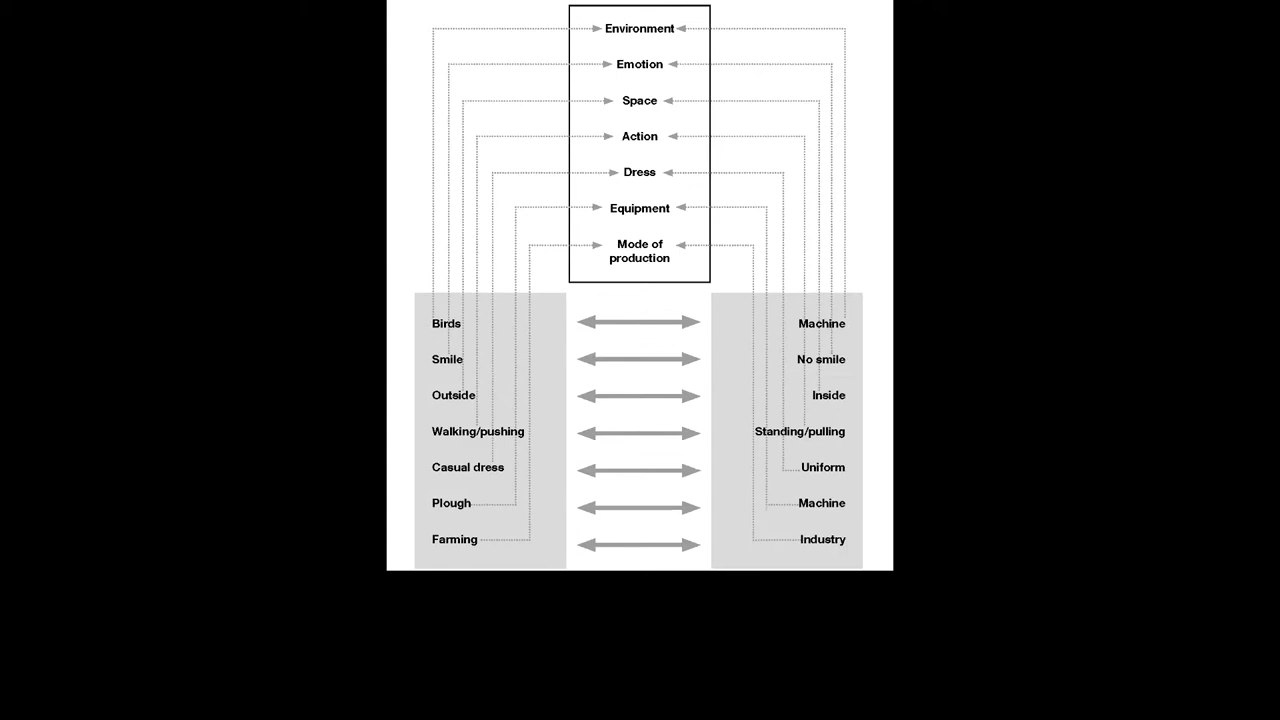 Environment
Emotion
Space
Action
Dress
Equipment
Mode of
production
Birds
Machine
Smile
No smile
Outside
Inside
Walking/pushing
Standing/pulling
Casual dress
Uniform
Plough
Machine
Farming
Industry